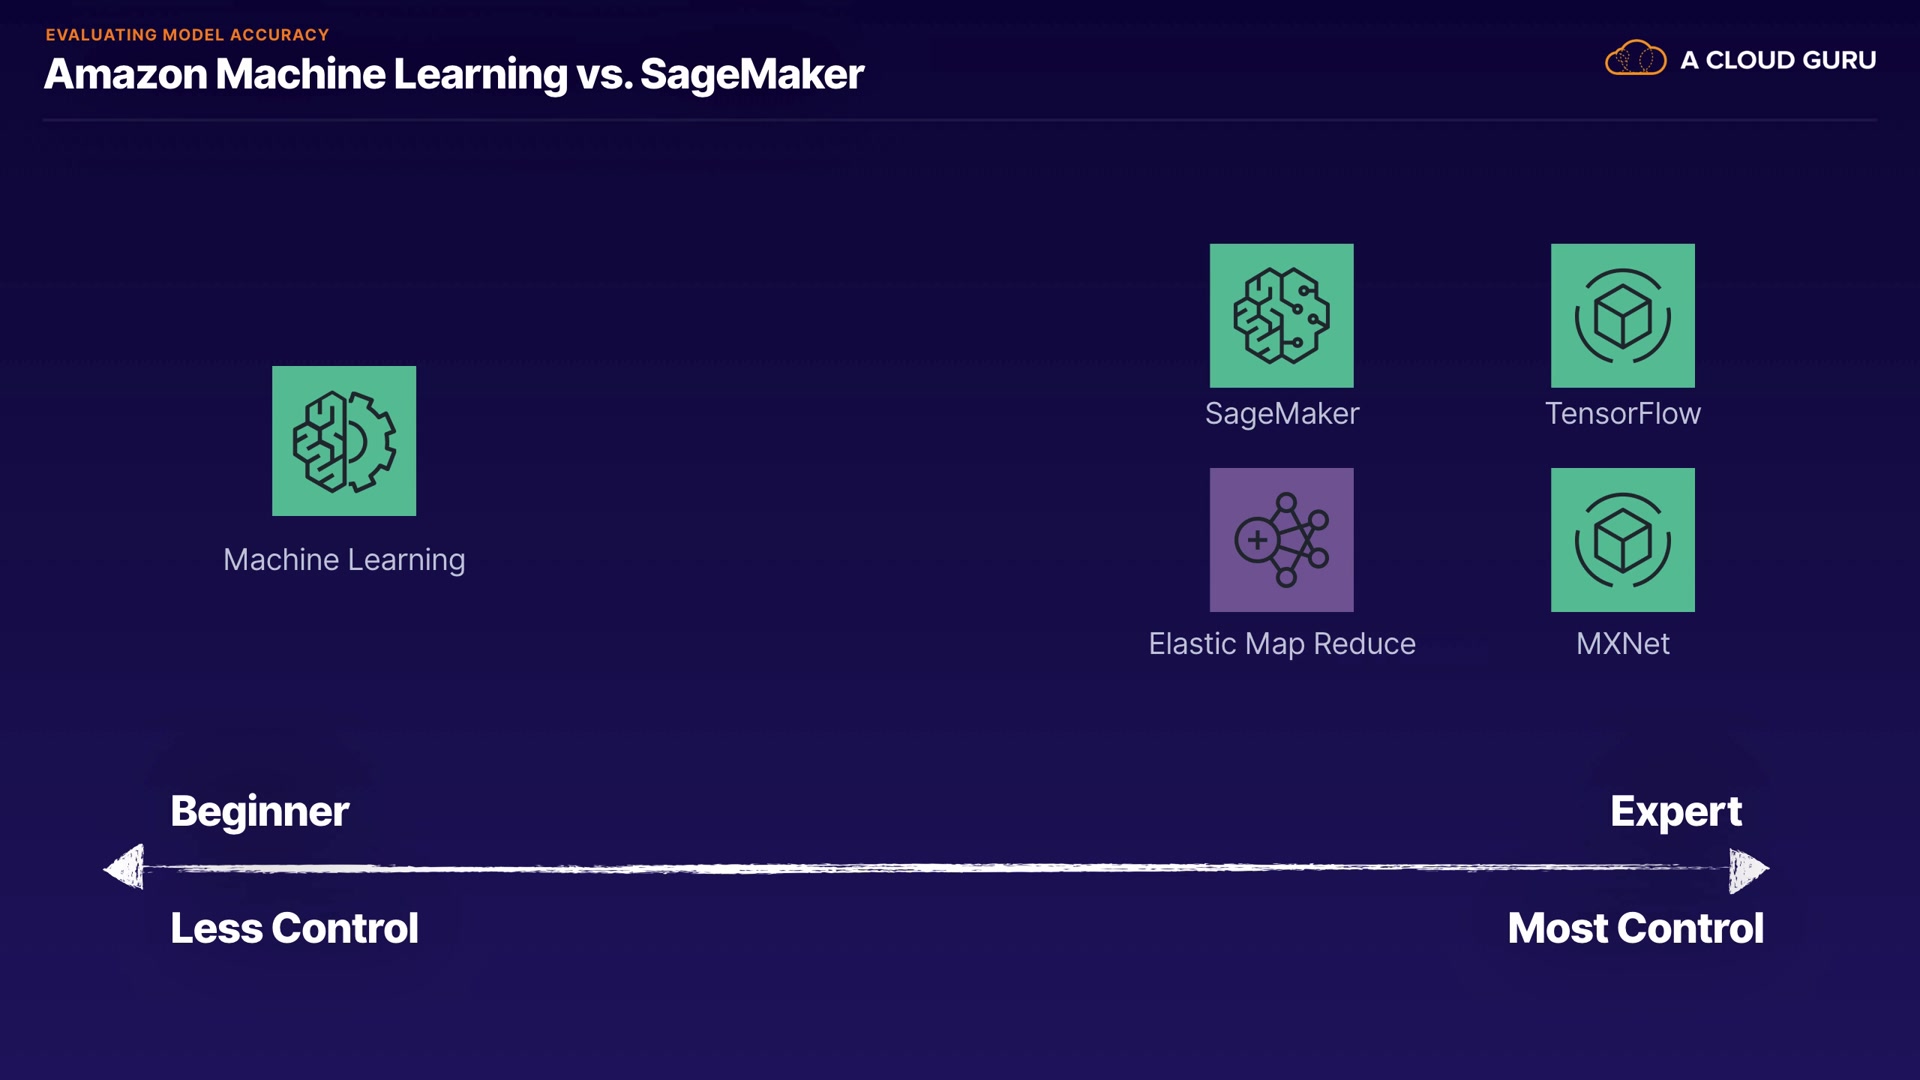 EVALUATING MODEL ACCURACY
Amazon Machine Learning vs. SageMaker
A CLOUD GURU
SageMaker
TensorFlow
Machine Learning
Elastic Map Reduce
MXNet
Beginner
Expert
Less Control
Most Control